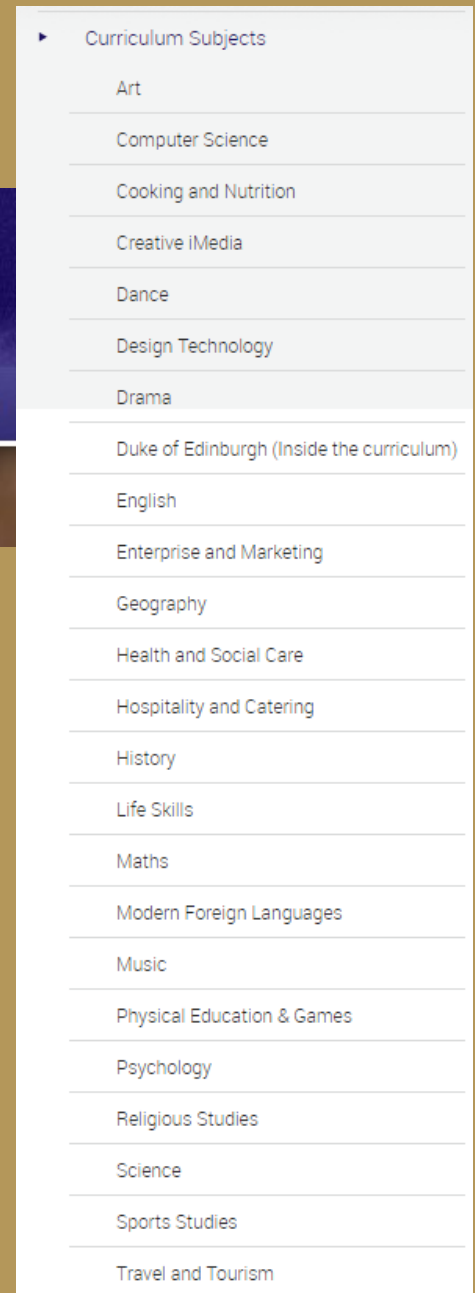 Curriculum Subjects
Art
Computer Science
Cooking and Nutrition
Creative iMedia
Dance
Design Technology
Drama
Duke of Edinburgh (Inside the curriculum)
English
Enterprise and Marketing
Geography
Health and Social Care
Hospitality and Catering
History
Life Skills
Maths
Modern Foreign Languages
Music
Physical Education & Games
Psychology
Religious Studies
Science
Sports Studies
Travel and Tourism